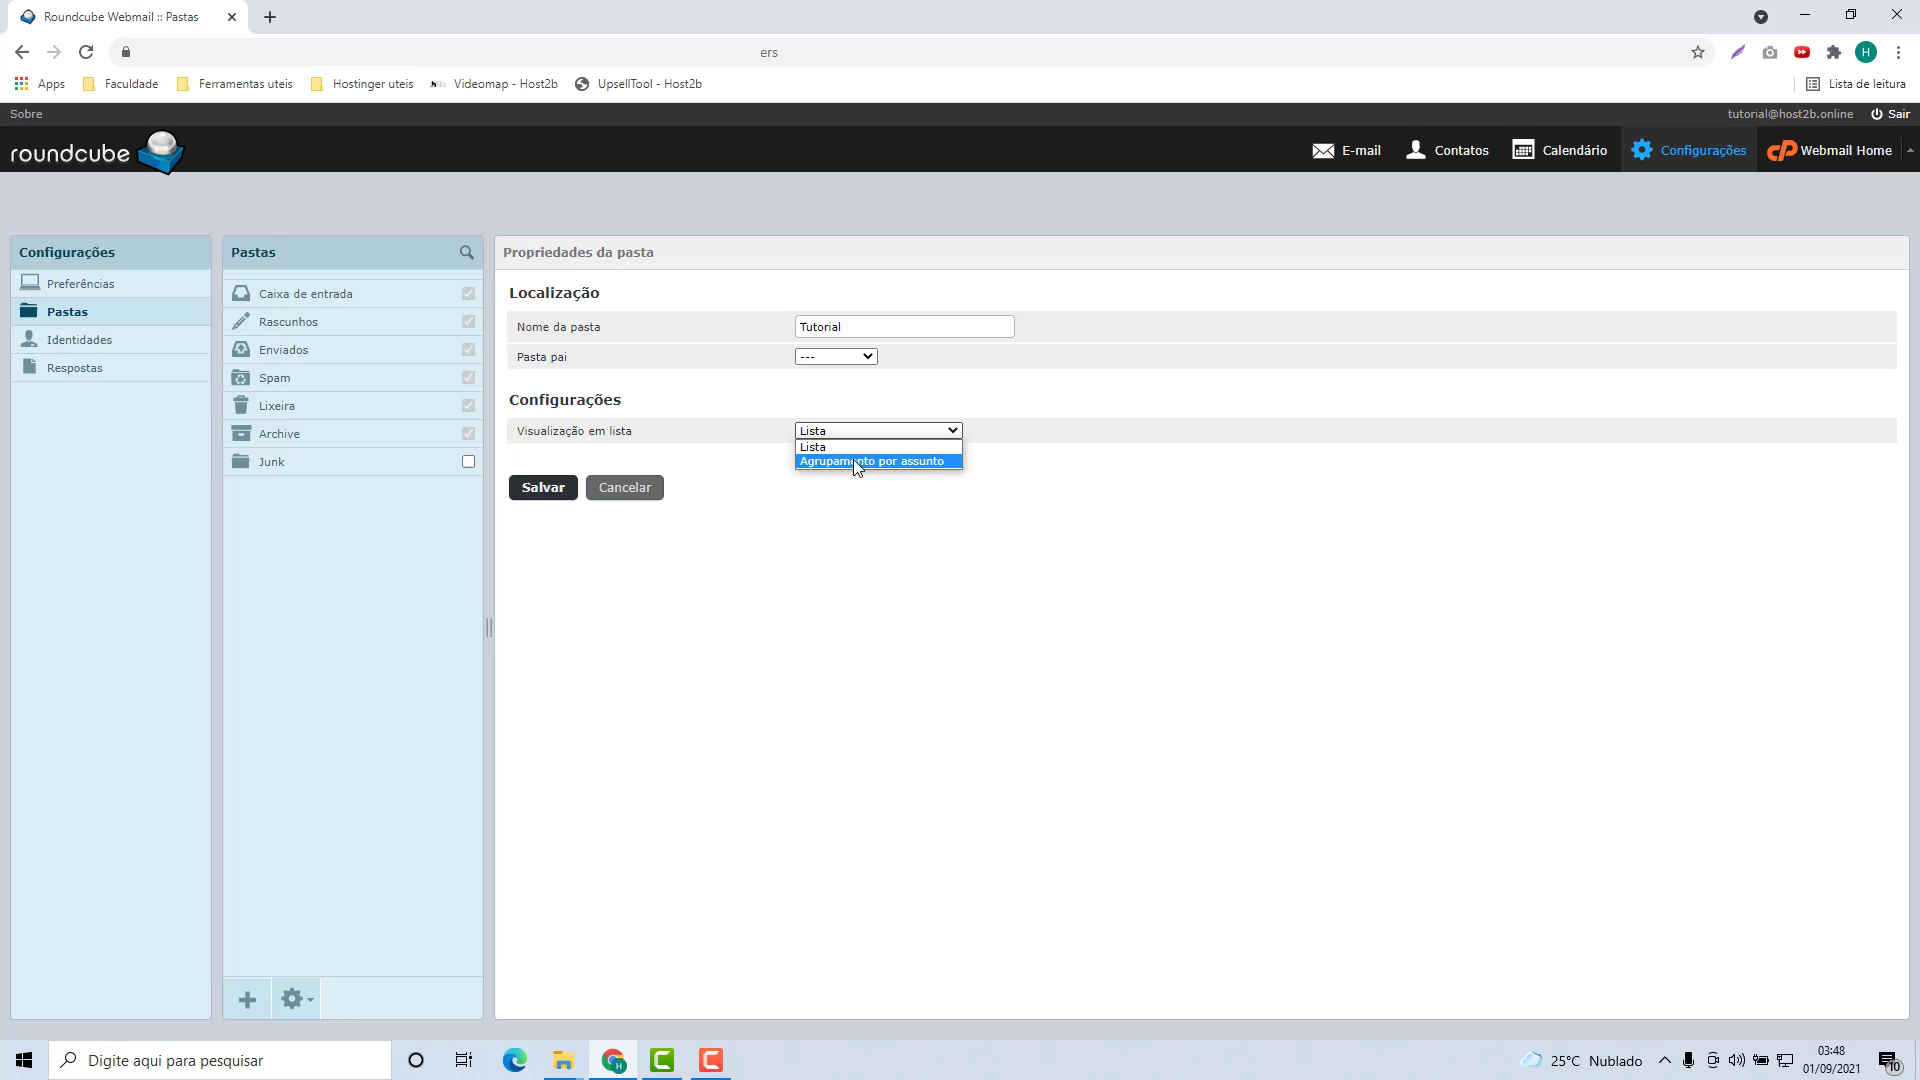 Roundcube Webmail :: Pastas
ers
H
Apps
Faculdade
Ferramentas uteis
Hostinger uteis
Videomap - Host2b
UpsellTool - Host2b
Lista de leitura
Sobre
tutorial@host2b.online
Sair
roundcube
E-mail
Contatos
Calendário
Configurações
cP Webmail Home
Configurações
Preferências
Pastas
Identidades
Respostas
Pastas
Caixa de entrada
Rascunhos
Enviados
Spam
Lixeira
Archive
Junk
Propriedades da pasta
Localização
Nome da pasta
Tutorial
Pasta pai
---
Configurações
Visualização em lista
Lista
Lista
Agrupamento por assunto
Salvar
Cancelar
Digite aqui para pesquisar
25°C Nublado
03:48
01/09/2021
10